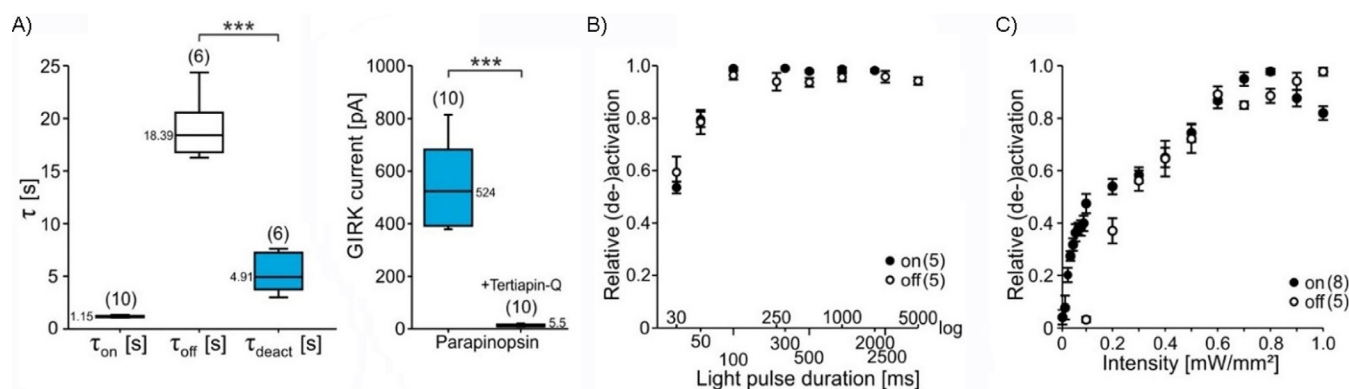 A)
τ [s]
25
20
15
10
5
0
***
(6)
18.39
(6)
4.91
(10)
1.15
τon [s] τoff [s] τdeact [s]
GIRK current [pA]
1000
800
600
400
200
0
***
(10)
524
+Tertiapin-Q
(10)
5.5
Parapinopsin
B)
Relative (de-)activation
1.0
0.8
0.6
0.4
0.2
0
on (5)
off (5)
30 250 1000 5000 log
50 300 2000
100 500 2500
Light pulse duration [ms]
C)
Relative (de-)activation
1.0
0.8
0.6
0.4
0.2
0
on (8)
off (5)
0 0.2 0.4 0.6 0.8 1.0
Intensity [mW/mm²]